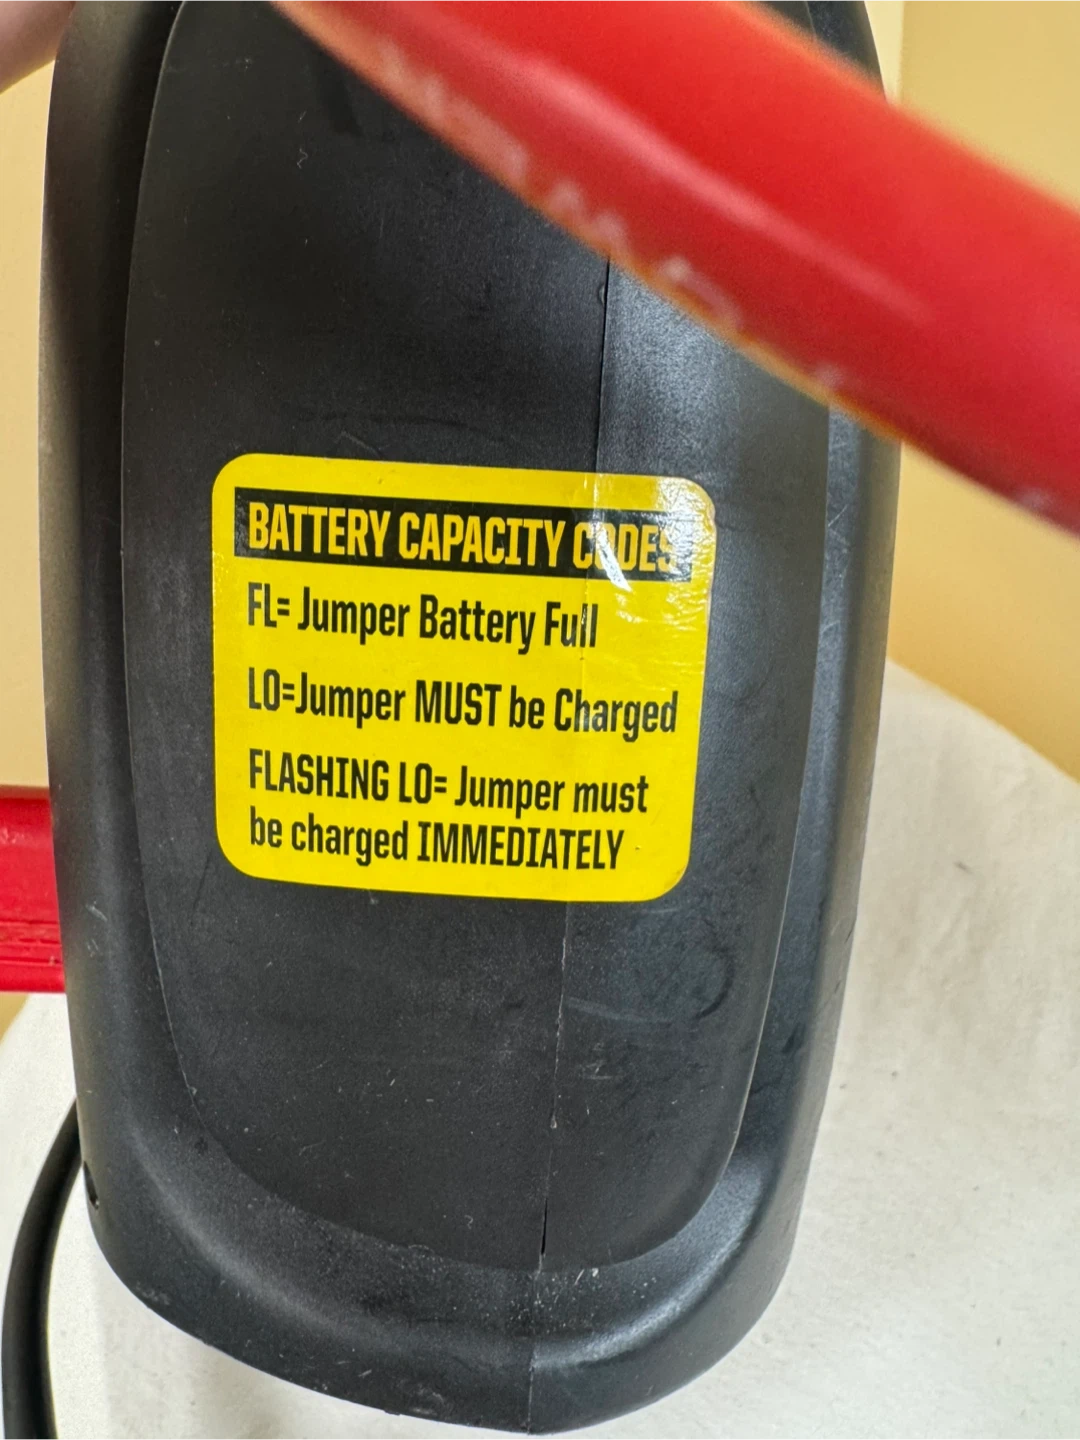 BATTERY CAPACITY CODES
FL= Jumper Battery Full
LO=Jumper MUST be Charged
FLASHING LO= Jumper must
be charged IMMEDIATELY